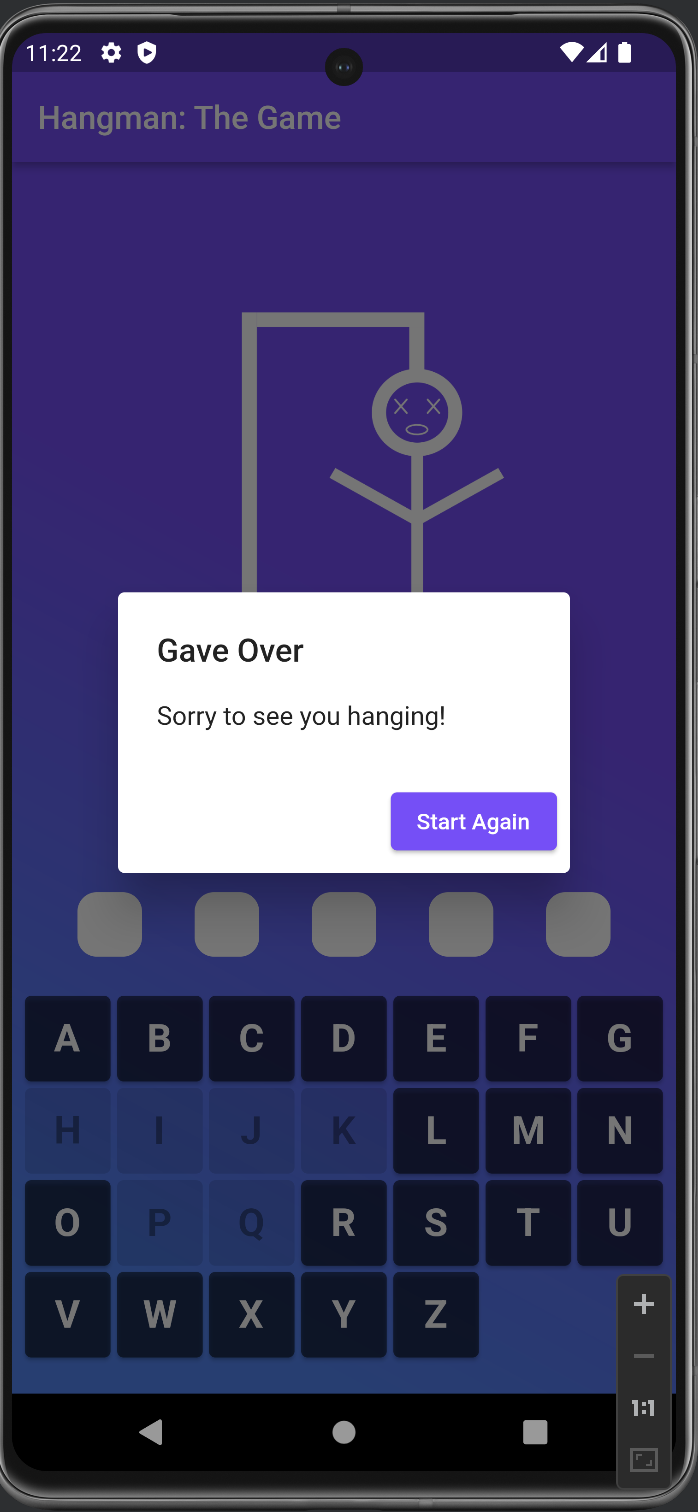 11:22
Hangman: The Game
Gave Over
Sorry to see you hanging!
Start Again
A B C D E F G
H I J K L M N
O P Q R S T U
V W X Y Z
1:1